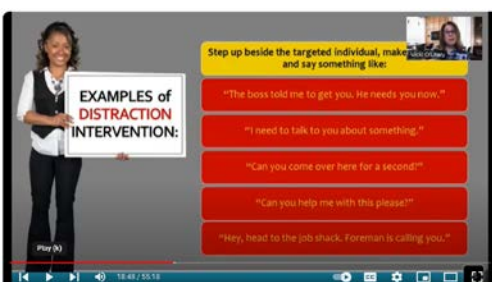 Step up beside the targeted individual, make
and say something like:
EXAMPLES of
DISTRACTION
INTERVENTION:
"The boss told me to get you. He needs you now."
"I need to talk to you about something."
"Can you come over here for a second?"
"Can you help me with this please?"
"Hey, head to the job shack. Foreman is calling you."
Play (k)
18:48 / 55:18
CC